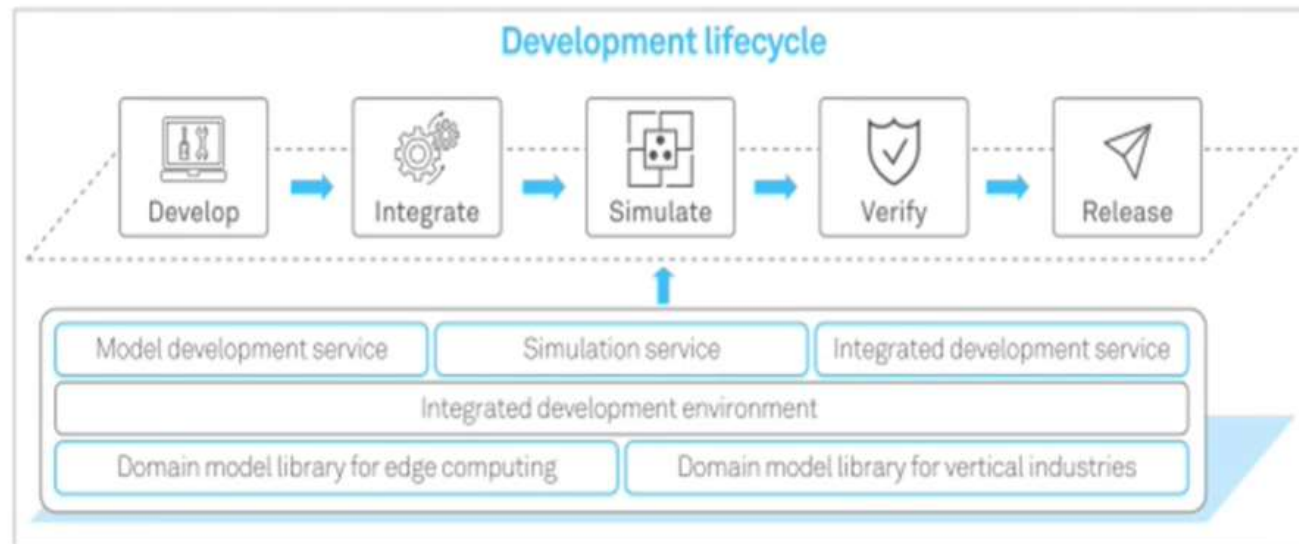 Development lifecycle
Develop
Integrate
Simulate
Verify
Release
Model development service
Simulation service
Integrated development service
Integrated development environment
Domain model library for edge computing
Domain model library for vertical industries